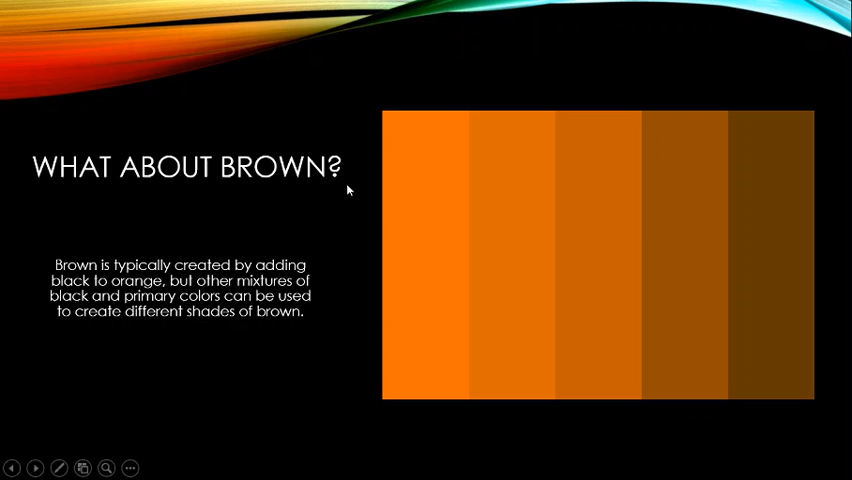 WHAT ABOUT BROWN?
Brown is typically created by adding
black to orange, but other mixtures of
black and primary colors can be used
to create different shades of brown.